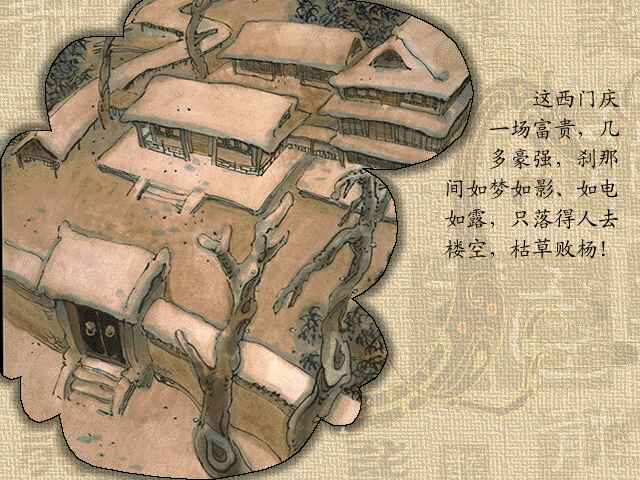 这西门庆
一场富贵，几
多豪强，刹那
间如梦如影、如电
如露，只落得人去
楼空，枯草败杨！